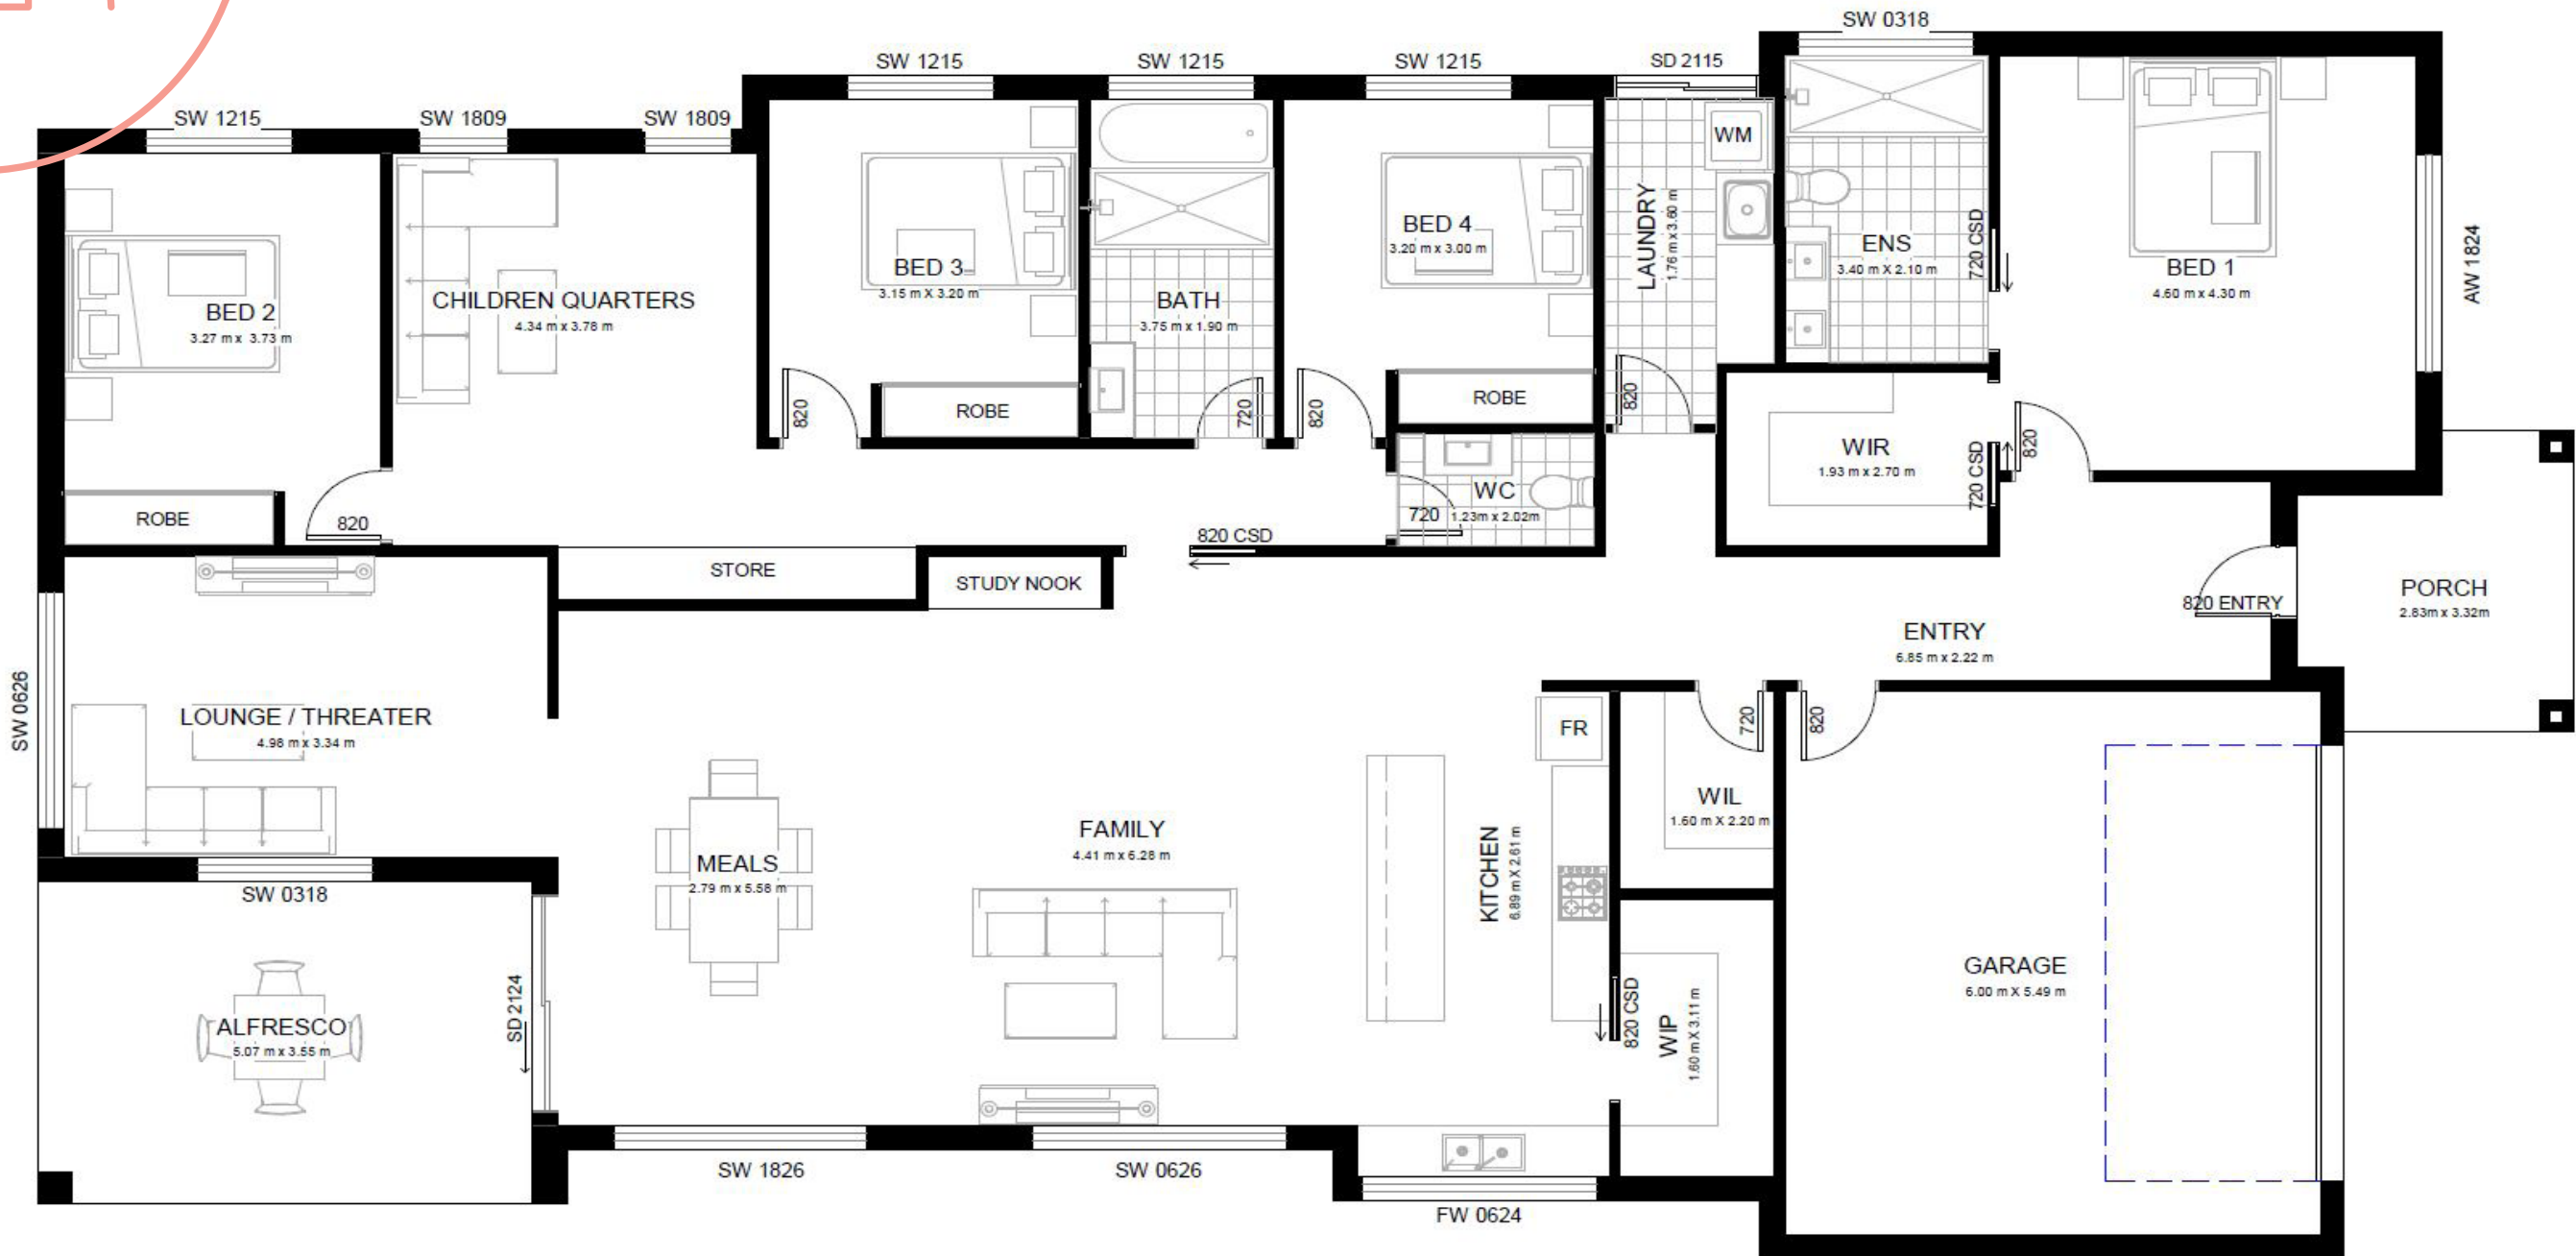 SW 0318
SW 1215
SW 1215
SW 1215
SD 2115
SW 1215
SW 1809
SW 1809
WM
BED 2
3.27 m x 3.73 m
CHILDREN QUARTERS
4.34 m x 3.78 m
BED 3
3.15 m X 3.20 m
BATH
3.75 m x 1.90 m
BED 4
3.20 m x 3.00 m
LAUNDRY
1.76 m x 3.60 m
ENS
3.40 m X 2.10 m
720 CSD
BED 1
4.60 m x 4.30 m
AW 1824
820
ROBE
720
820
ROBE
820
WIR
1.93 m x 2.70 m
720 CSD
820
ROBE
820
WC
1.23m x 2.02m
720
820 CSD
STORE
STUDY NOOK
820 ENTRY
PORCH
2.83m x 3.32m
ENTRY
6.85 m x 2.22 m
SW 0626
LOUNGE / THREATER
4.98 m x 3.34 m
FR
720
820
WIL
1.60 m X 2.20 m
FAMILY
4.41 m x 6.28 m
MEALS
2.79 m x 5.58 m
KITCHEN
6.89 m X 2.61 m
SW 0318
GARAGE
6.00 m X 5.49 m
ALFRESCO
5.07 m x 3.55 m
SD 2124
820 CSD
WIP
1.60 m X 3.11 m
SW 1826
SW 0626
FW 0624